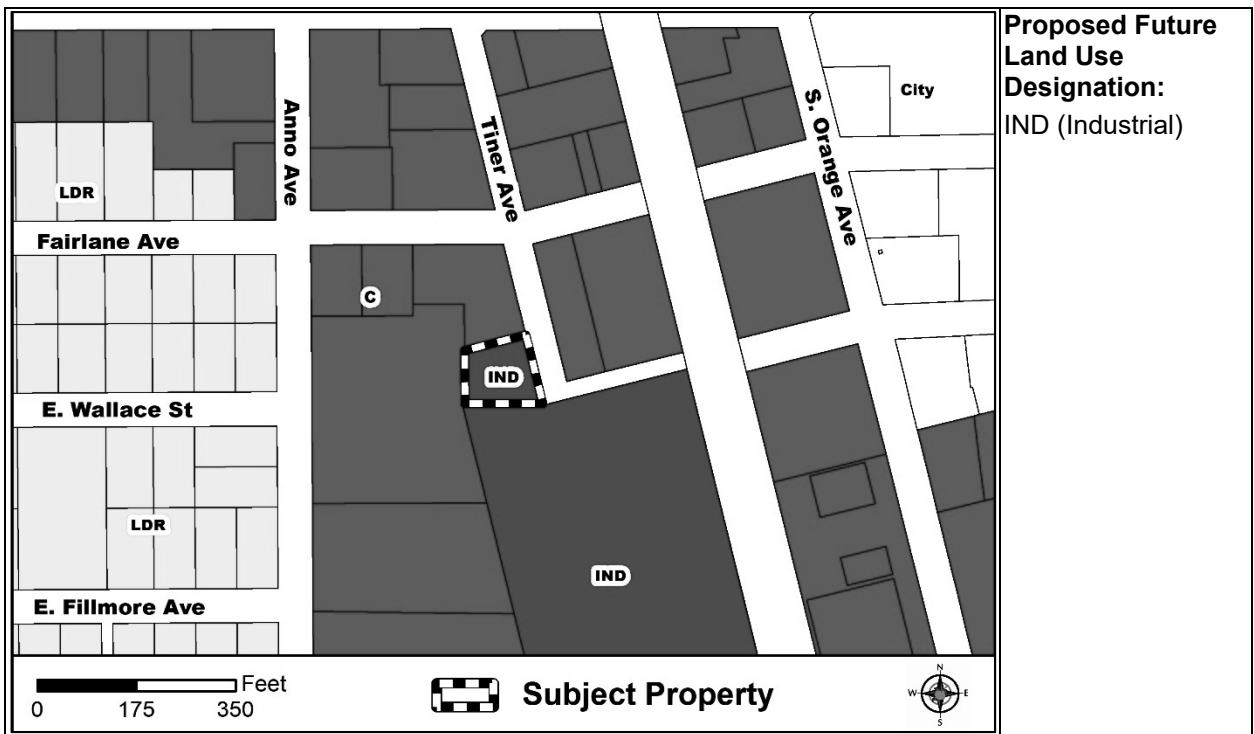 Proposed Future
Land Use
Designation:
IND (Industrial)
City
Anno Ave
Tiner Ave
S. Orange Ave
LDR
Fairlane Ave
C
IND
E. Wallace St
LDR
IND
E. Fillmore Ave
Feet
0 175 350
Subject Property
N
W E
S